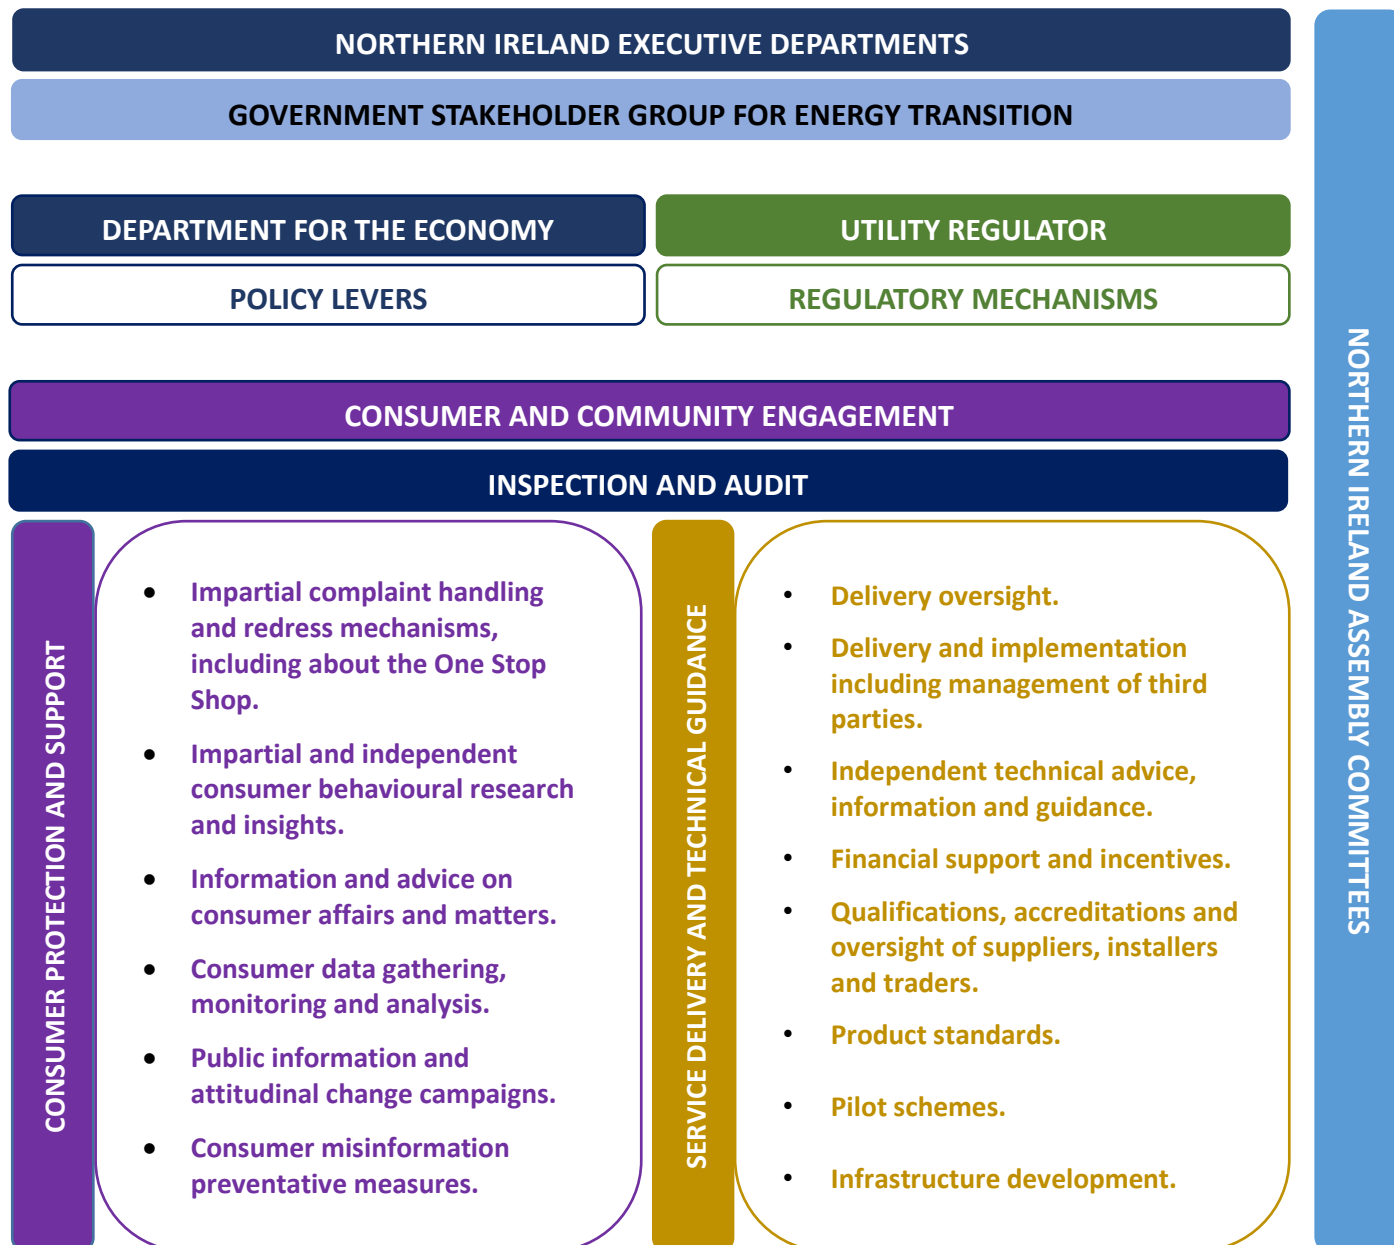 NORTHERN IRELAND EXECUTIVE DEPARTMENTS
GOVERNMENT STAKEHOLDER GROUP FOR ENERGY TRANSITION
DEPARTMENT FOR THE ECONOMY
UTILITY REGULATOR
POLICY LEVERS
REGULATORY MECHANISMS
CONSUMER AND COMMUNITY ENGAGEMENT
INSPECTION AND AUDIT
CONSUMER PROTECTION AND SUPPORT
• Impartial complaint handling
and redress mechanisms,
including about the One Stop
Shop.
• Impartial and independent
consumer behavioural research
and insights.
• Information and advice on
consumer affairs and matters.
• Consumer data gathering,
monitoring and analysis.
• Public information and
attitudinal change campaigns.
• Consumer misinformation
preventative measures.
SERVICE DELIVERY AND TECHNICAL GUIDANCE
• Delivery oversight.
• Delivery and implementation
including management of third
parties.
• Independent technical advice,
information and guidance.
• Financial support and incentives.
• Qualifications, accreditations and
oversight of suppliers, installers
and traders.
• Product standards.
• Pilot schemes.
• Infrastructure development.
NORTHERN IRELAND ASSEMBLY COMMITTEES